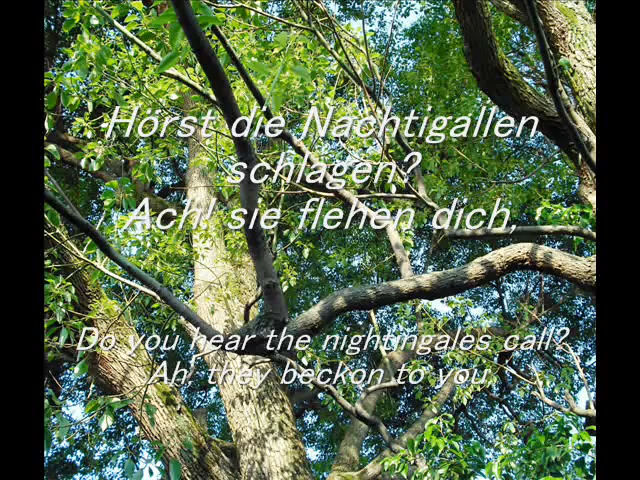 Hörst die Nachtigallen
schlagen?
Ach! sie flehen dich,
Do you hear the nightingales call?
Ah, they beckon to you,